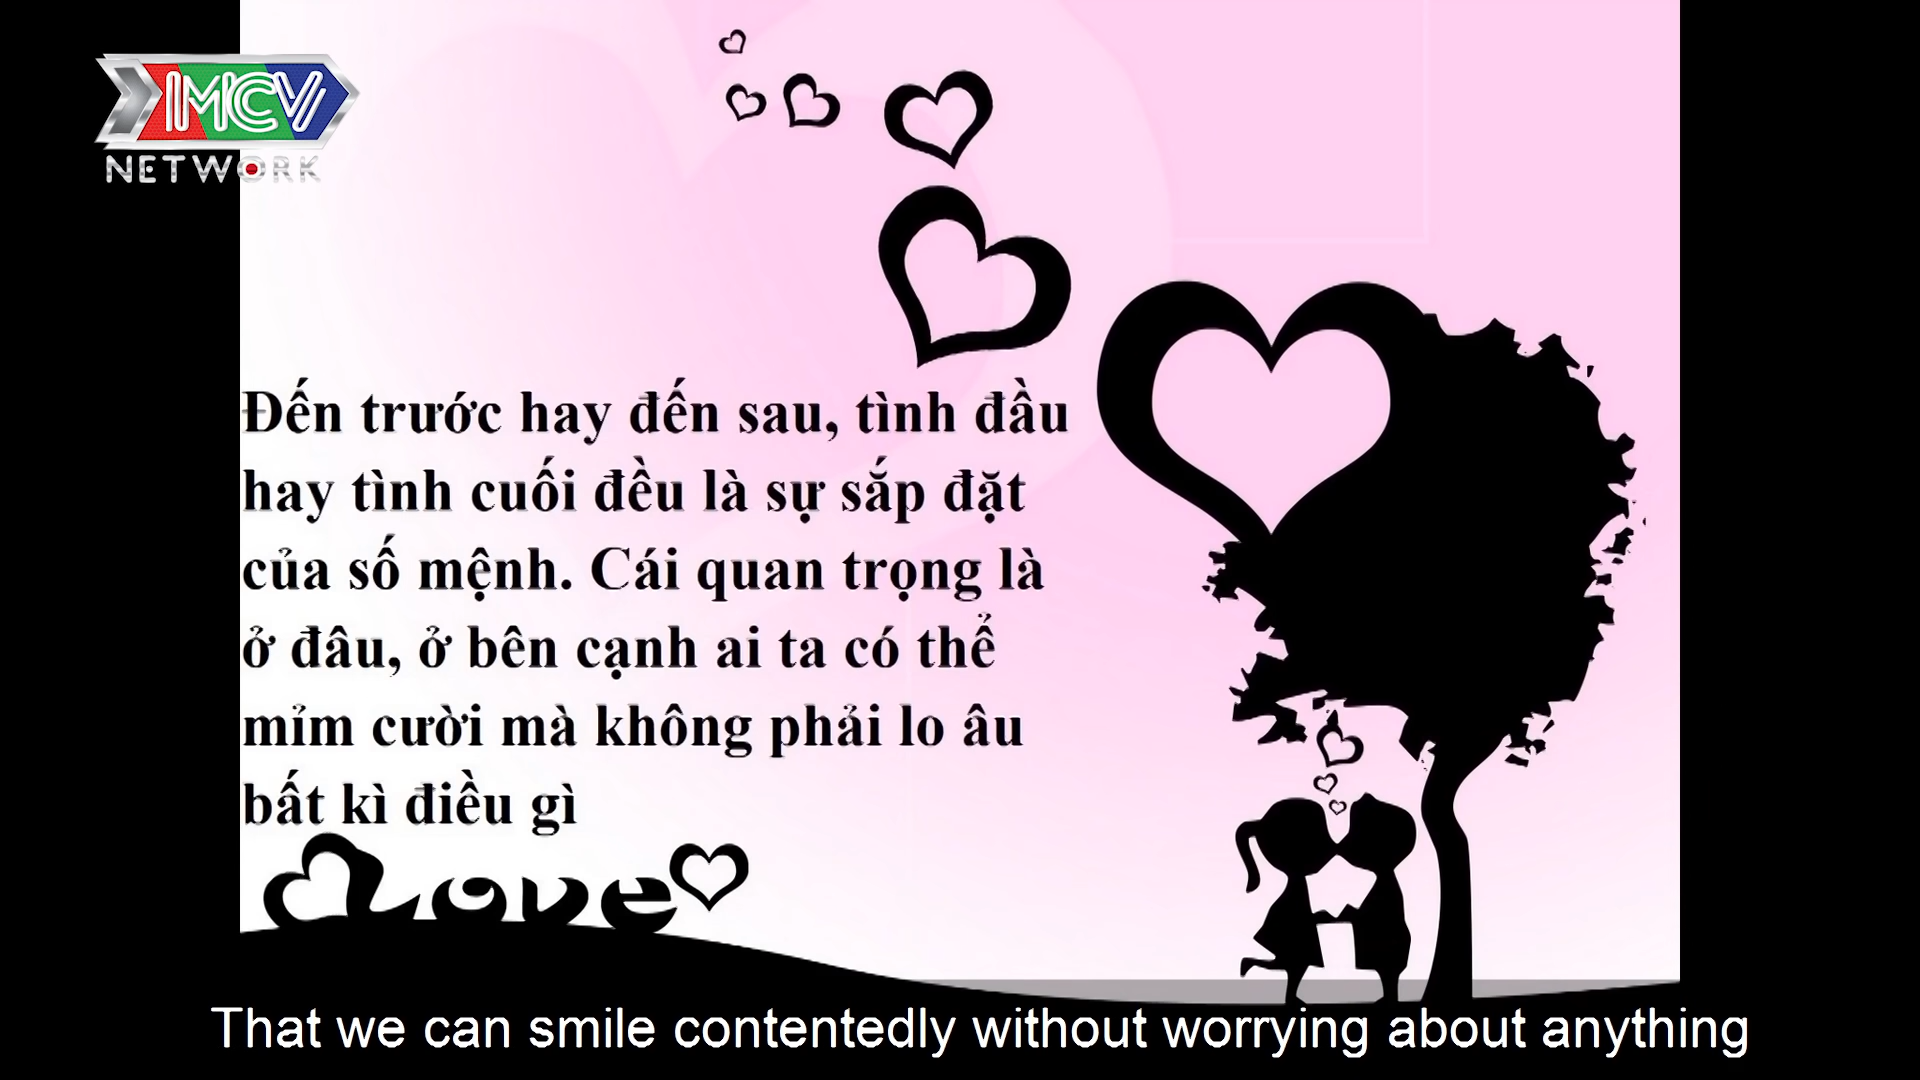 MCV
NETWORK
Đến trước hay đến sau, tình đầu
hay tình cuối đều là sự sắp đặt
của số mệnh. Cái quan trọng là
ở đâu, ở bên cạnh ai ta có thể
mỉm cười mà không phải lo âu
bất kì điều gì
Love
That we can smile contentedly without worrying about anything